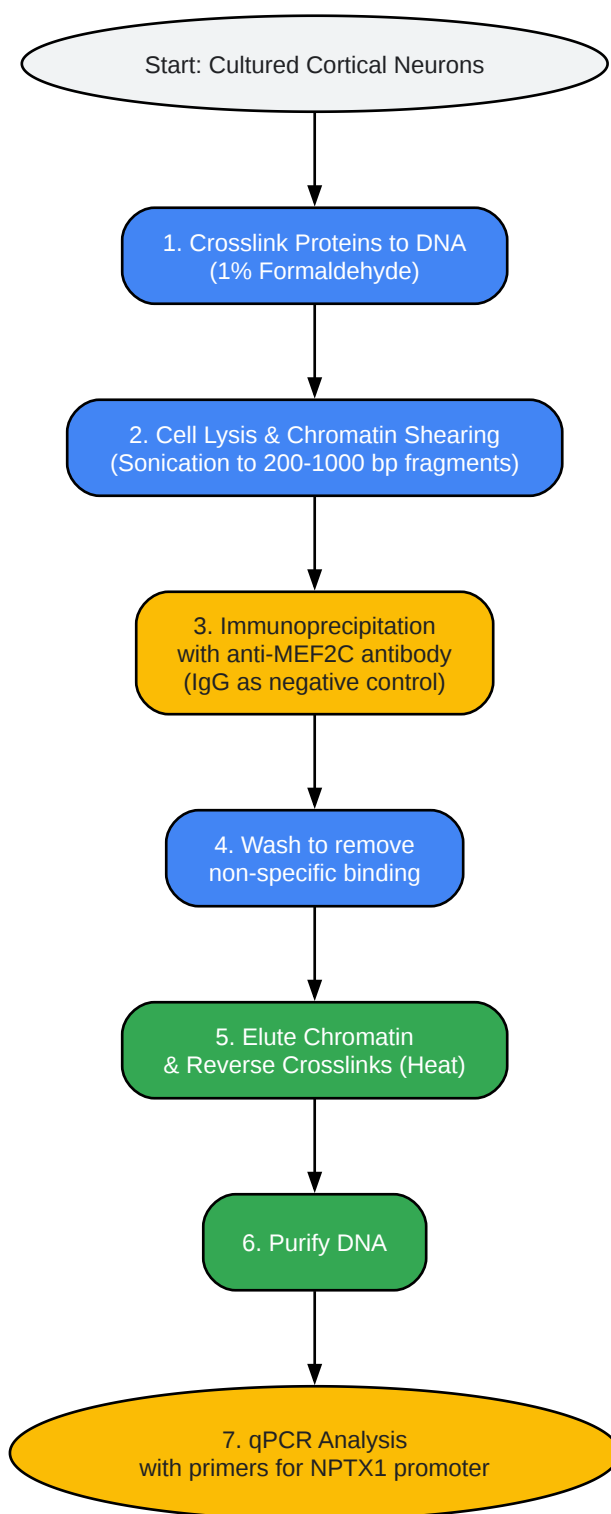 Start: Cultured Cortical Neurons
1. Crosslink Proteins to DNA
(1% Formaldehyde)
2. Cell Lysis & Chromatin Shearing
(Sonication to 200-1000 bp fragments)
3. Immunoprecipitation
with anti-MEF2C antibody
(IgG as negative control)
4. Wash to remove
non-specific binding
5. Elute Chromatin
& Reverse Crosslinks (Heat)
6. Purify DNA
7. qPCR Analysis
with primers for NPTX1 promoter